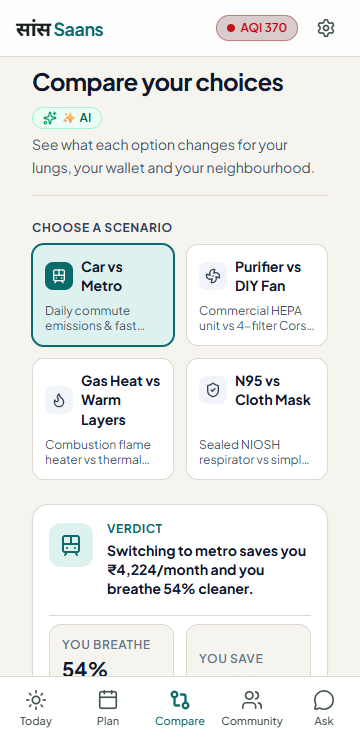 सांस Saans
AQI 370
Compare your choices
✨ AI
See what each option changes for your
lungs, your wallet and your neighbourhood.
CHOOSE A SCENARIO
Car vs
Metro
Daily commute
emissions & fast...
Purifier vs
DIY Fan
Commercial HEPA
unit vs 4-filter Cors...
Gas Heat vs
Warm
Layers
Combustion flame
heater vs thermal...
N95 vs
Cloth Mask
Sealed NIOSH
respirator vs simpl...
VERDICT
Switching to metro saves you
₹4,224/month and you
breathe 54% cleaner.
YOU BREATHE
54%
YOU SAVE
Today
Plan
Compare
Community
Ask